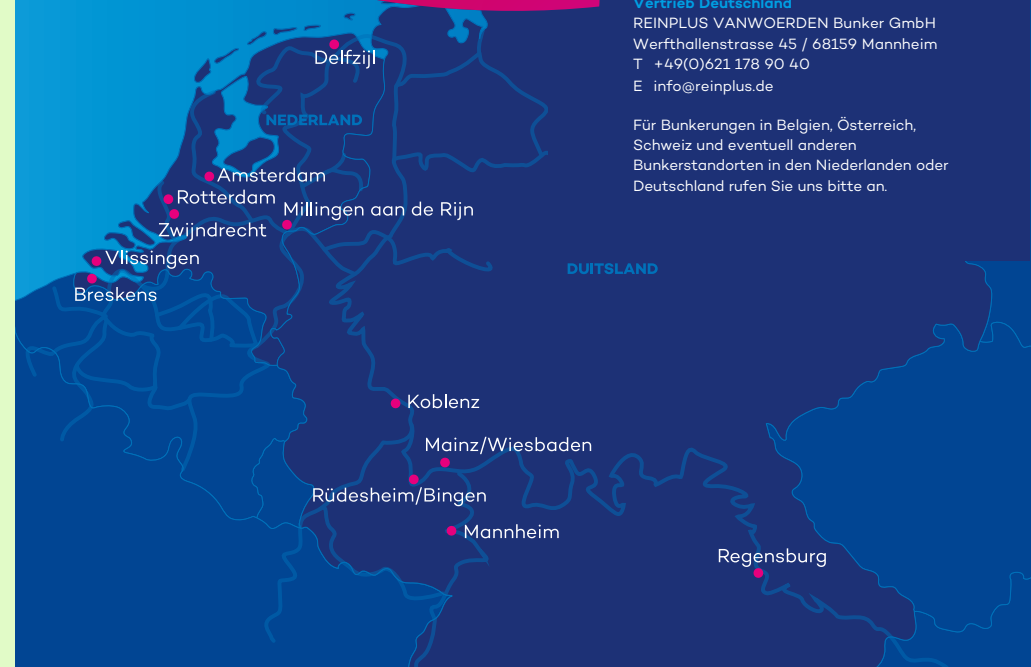 Vertrieb Deutschland
REINPLUS VANWOERDEN Bunker GmbH
Werfthallenstrasse 45 / 68159 Mannheim
T +49(0)621 178 90 40
E info@reinplus.de
Für Bunkerungen in Belgien, Österreich,
Schweiz und eventuell anderen
Bunkerstandorten in den Niederlanden oder
Deutschland rufen Sie uns bitte an.
Delfzijl
NEDERLAND
Amsterdam
Rotterdam
Millingen aan de Rijn
Zwijndrecht
Vlissingen
DUITSLAND
Breskens
Koblenz
Mainz/Wiesbaden
Rüdesheim/Bingen
Mannheim
Regensburg